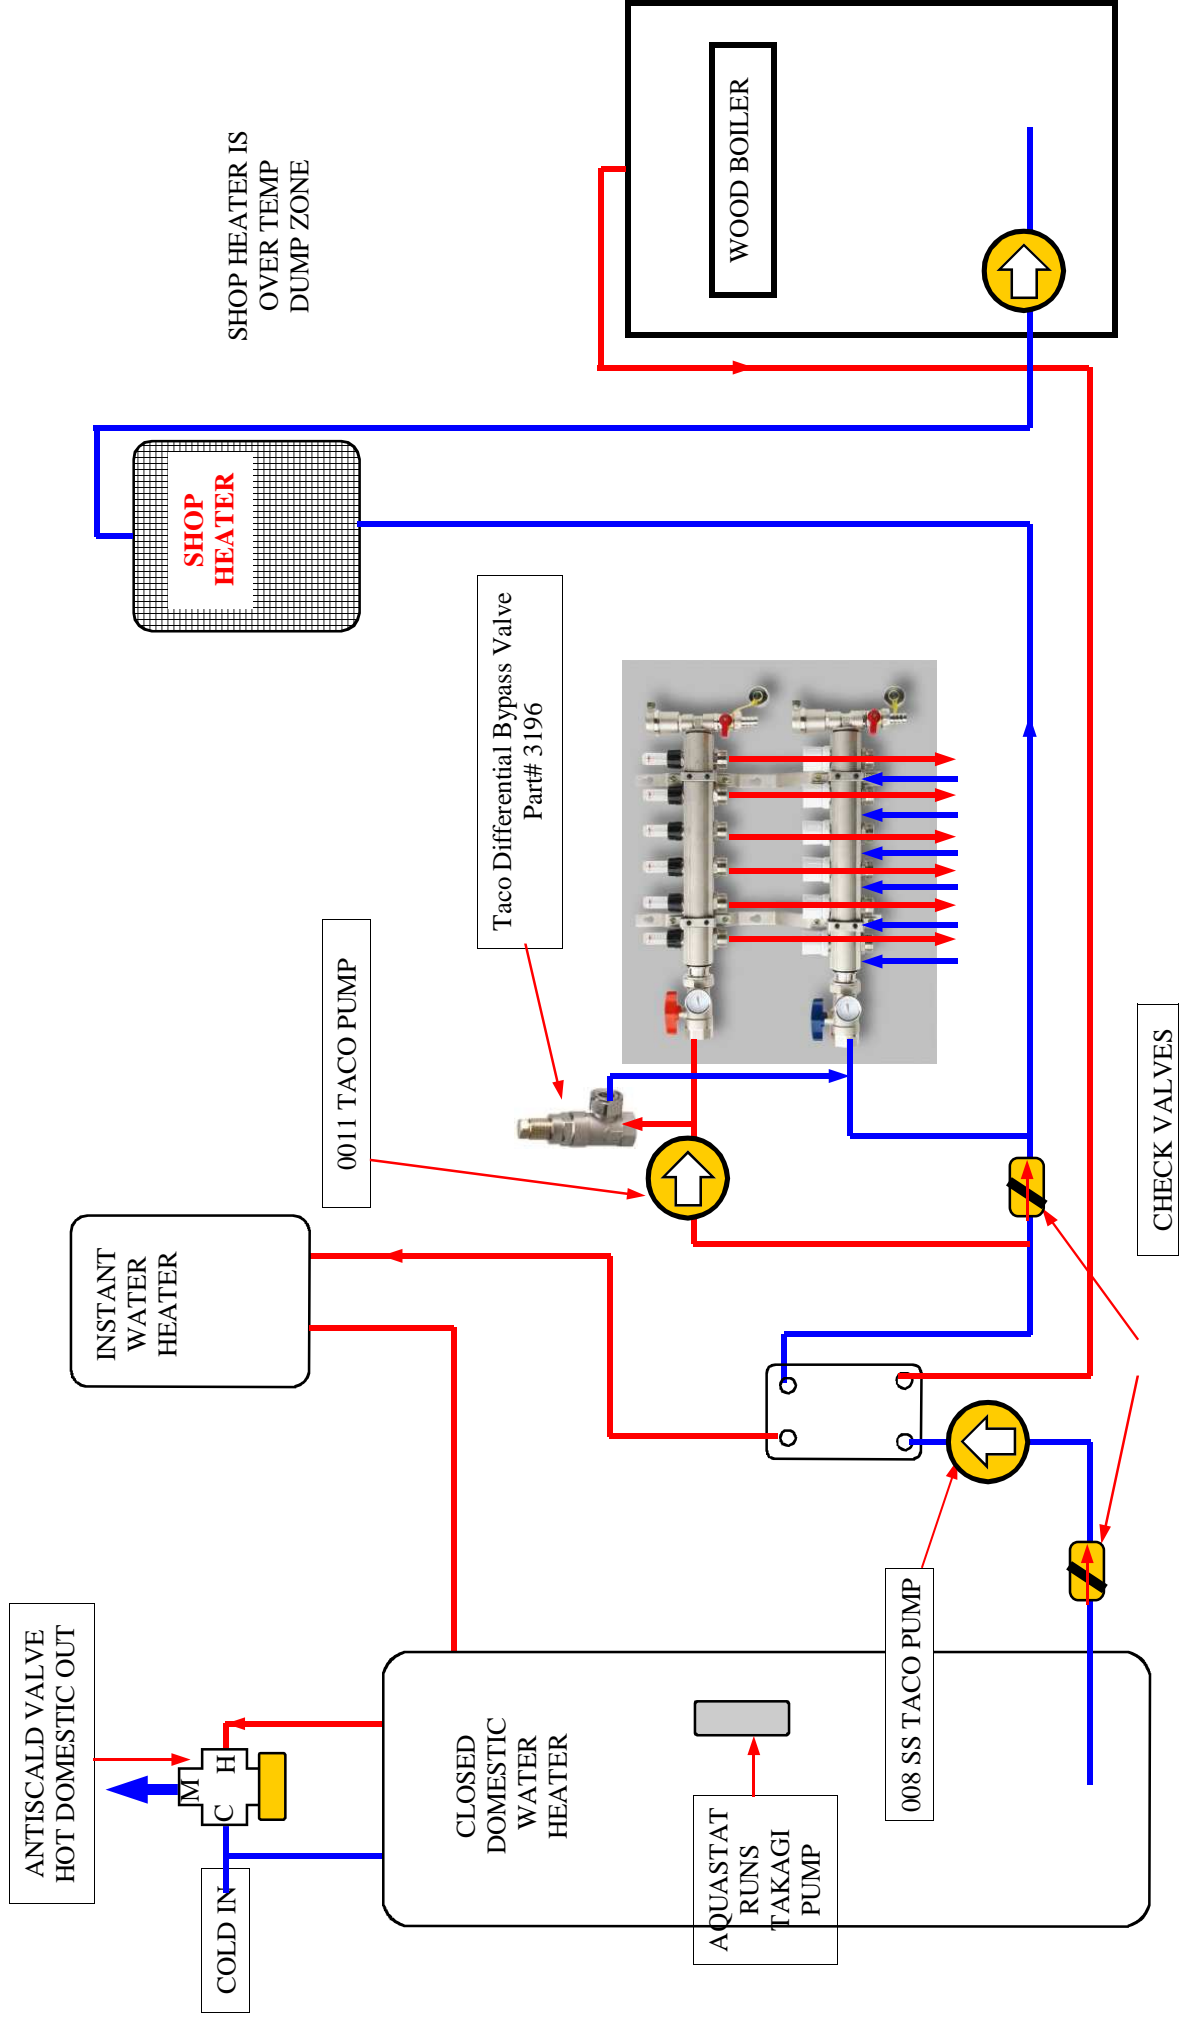 ANTISCALD VALVE
HOT DOMESTIC OUT
COLD IN
M
C
H
CLOSED
DOMESTIC
WATER
HEATER
AQUASTAT
RUNS
TAKAGI
PUMP
008 SS TACO PUMP
INSTANT
WATER
HEATER
0011 TACO PUMP
Taco Differential Bypass Valve
Part# 3196
CHECK VALVES
SHOP
HEATER
SHOP HEATER IS
OVER TEMP
DUMP ZONE
WOOD BOILER